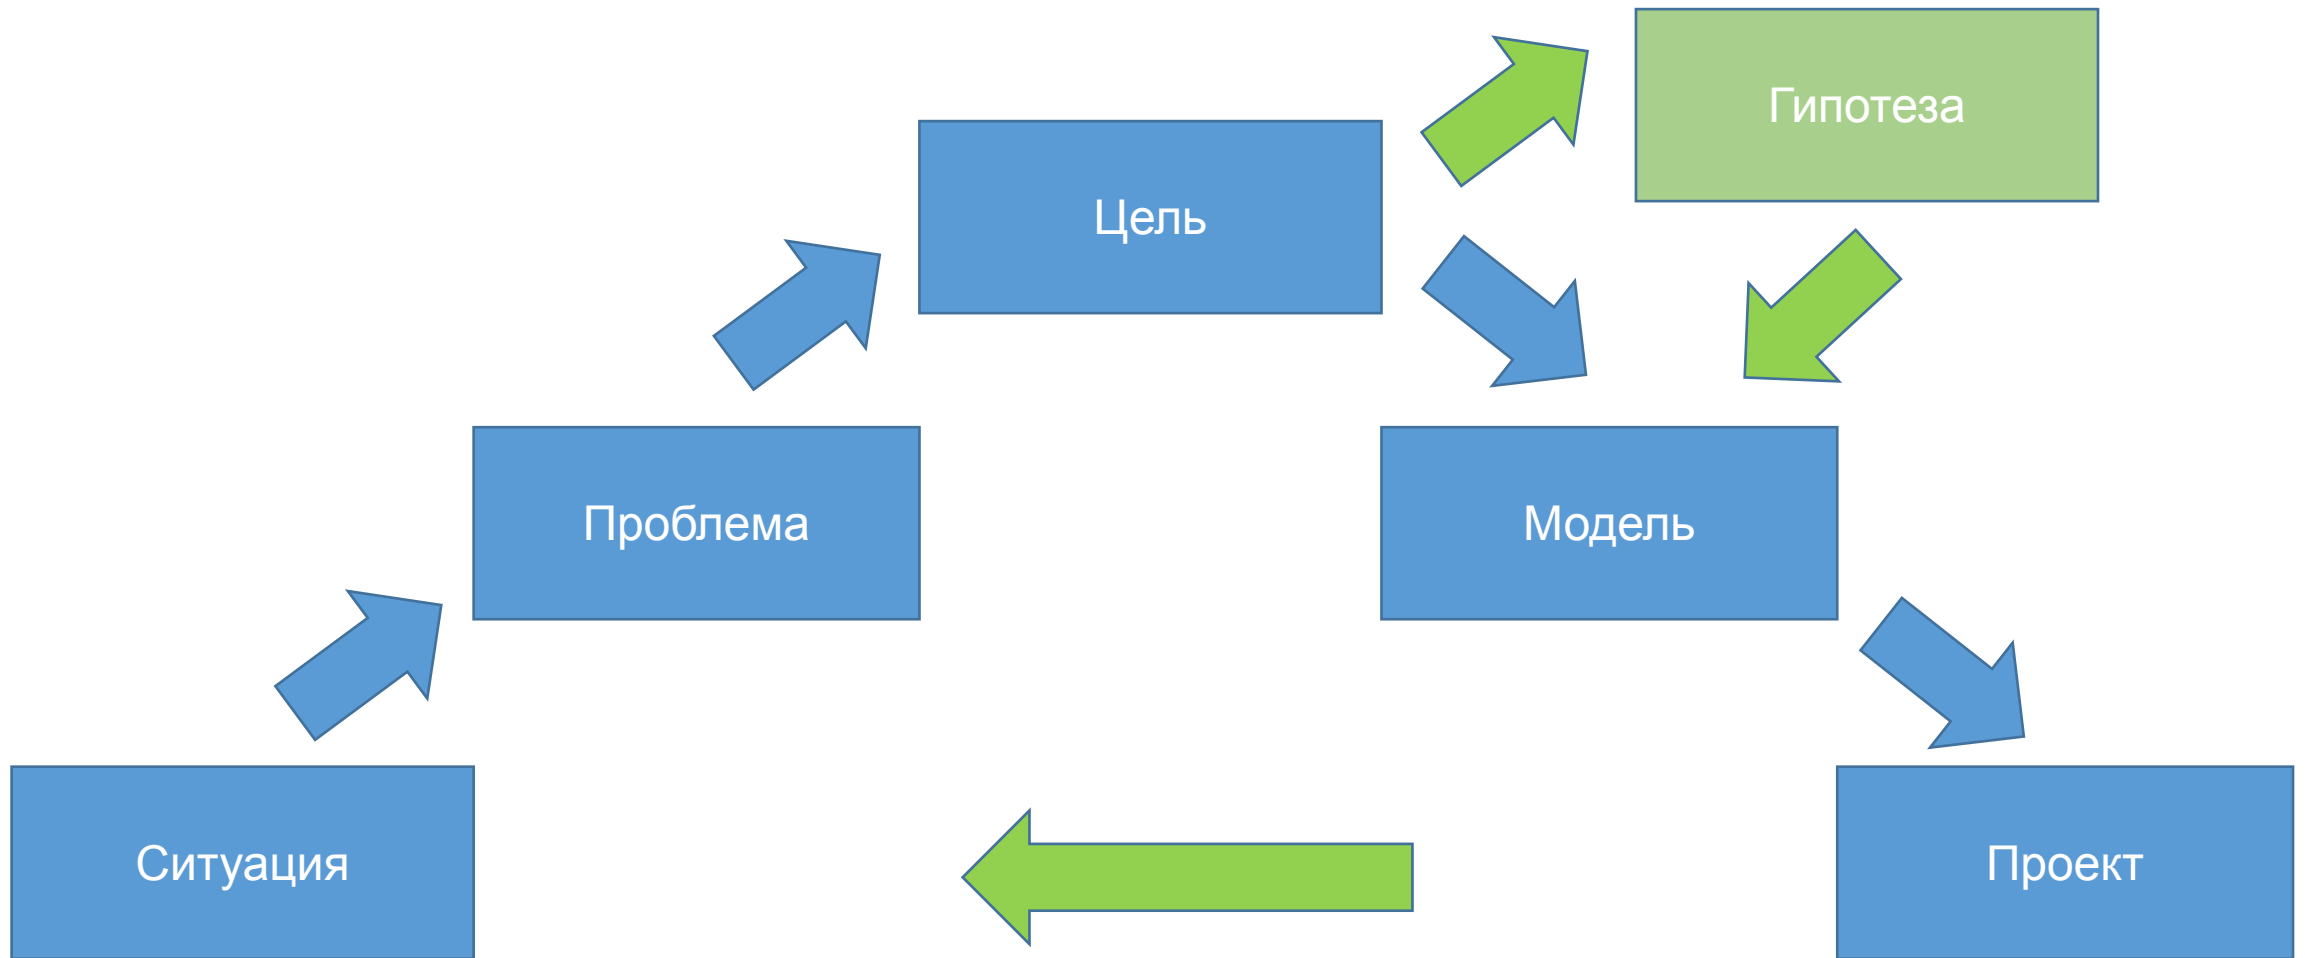 Гипотеза
Цель
Проблема
Модель
Ситуация
Проект